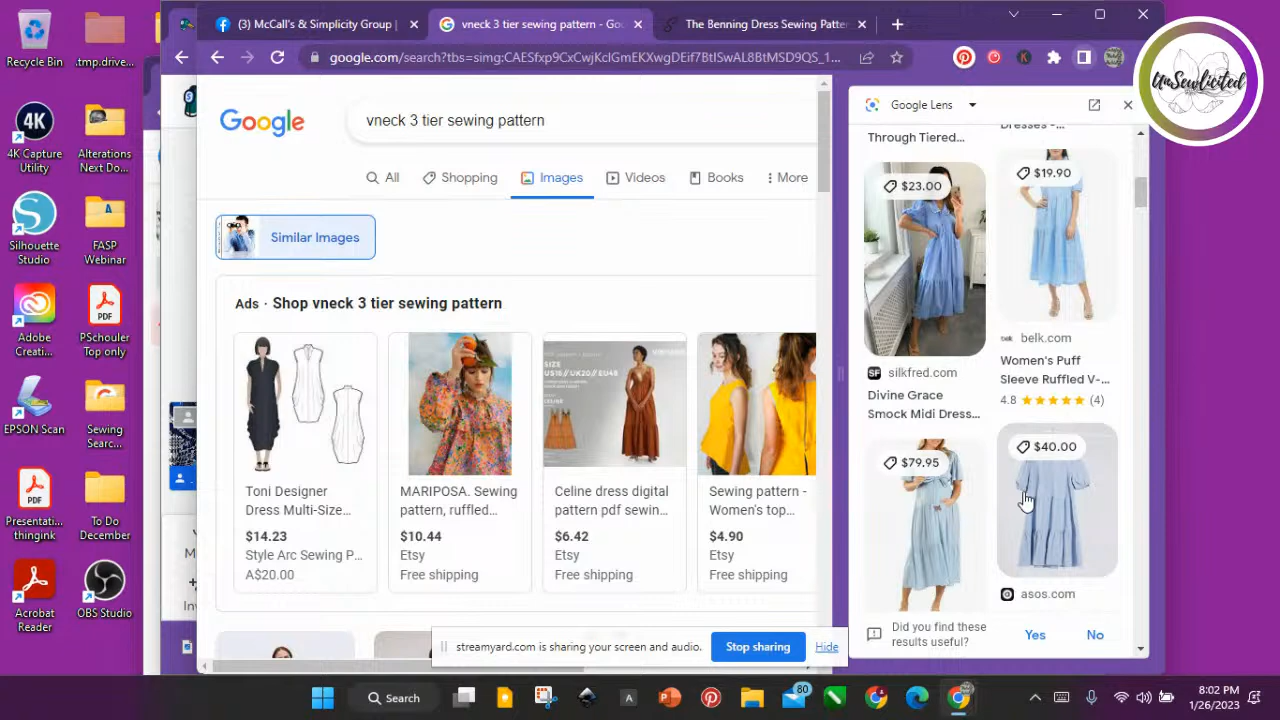 Recycle Bin
.tmp.drive...
4K Capture
Utility
Alterations
Next Do...
Silhouette
Studio
FASP
Webinar
Adobe
Creati...
PSchouler
Top only
EPSON Scan
Sewing
Searc...
Presentati...
thingink
To Do
December
Acrobat
Reader
OBS Studio
(3) McCall's & Simplicity Group |
vneck 3 tier sewing pattern - Goo
The Benning Dress Sewing Patte
google.com/search?tbs=simg:CAESfxp9CxCwjKcIGmEKXwgDEif7BtISwAL8BtMSD9QS_1...
Google
vneck 3 tier sewing pattern
All
Shopping
Images
Videos
Books
More
Similar Images
Ads · Shop vneck 3 tier sewing pattern
Toni Designer
Dress Multi-Size...
$14.23
Style Arc Sewing P...
A$20.00
MARIPOSA. Sewing
pattern, ruffled...
$10.44
Etsy
Free shipping
SIZE
US16// UK20// EU48
Celine dress digital
pattern pdf sewin...
$6.42
Etsy
Free shipping
Sewing pattern -
Women's top...
$4.90
Etsy
Free shipping
Google Lens
Through Tiered...
Dresses -...
$23.00
SF silkfred.com
Divine Grace
Smock Midi Dress...
$19.90
belk.com
Women's Puff
Sleeve Ruffled V-...
4.8 (4)
$79.95
$40.00
asos.com
Did you find these
results useful?
Yes
No
streamyard.com is sharing your screen and audio.
Stop sharing
Hide
UnSewlicited
Search
80
8:02 PM
1/26/2023